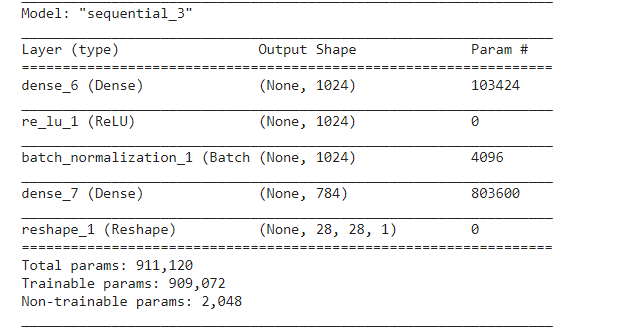 Model: "sequential_3"
Layer (type) Output Shape Param #
dense_6 (Dense) (None, 1024) 103424
re_lu_1 (ReLU) (None, 1024) 0
batch_normalization_1 (Batch (None, 1024) 4096
dense_7 (Dense) (None, 784) 803600
reshape_1 (Reshape) (None, 28, 28, 1) 0
Total params: 911,120
Trainable params: 909,072
Non-trainable params: 2,048